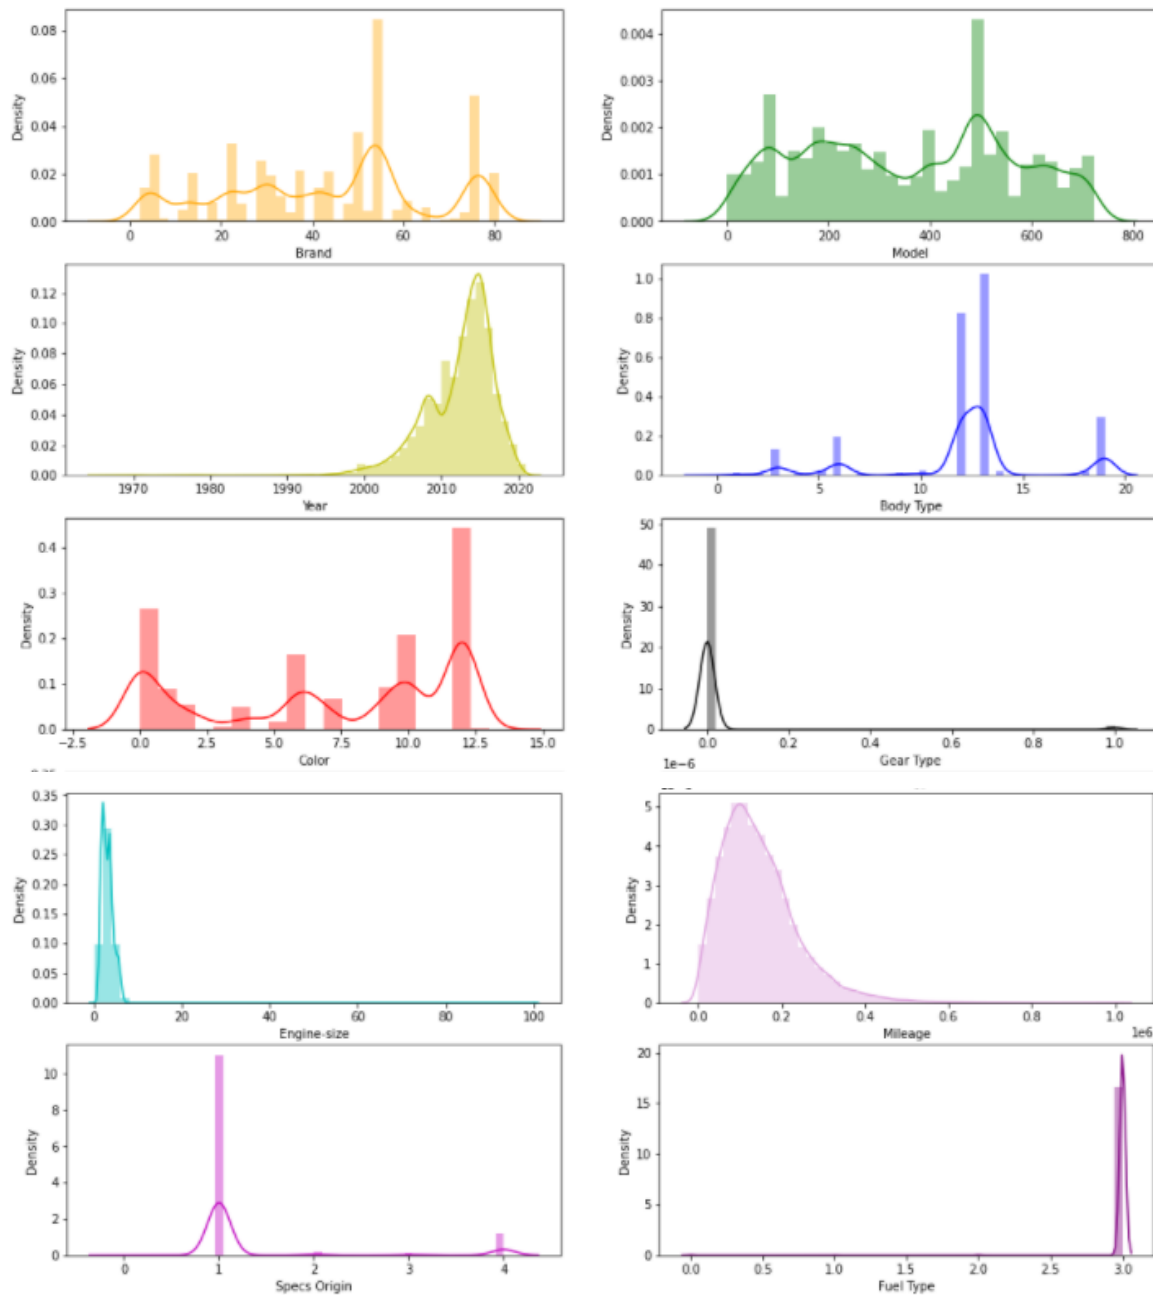 0.08
0.06
0.04
0.02
0.00
Density
0 20 40 60 80
Brand
0.004
0.003
0.002
0.001
0.000
Density
0 200 400 600 800
Model
0.12
0.10
0.08
0.06
0.04
0.02
0.00
Density
1970 1980 1990 2000 2010 2020
Year
1.0
0.8
0.6
0.4
0.2
0.0
Density
0 5 10 15 20
Body Type
0.4
0.3
0.2
0.1
0.0
Density
−2.5 0.0 2.5 5.0 7.5 10.0 12.5 15.0
Color
50
40
30
20
10
0
Density
0.0 0.2 0.4 0.6 0.8 1.0
Gear Type
1e−6
0.35
0.30
0.25
0.20
0.15
0.10
0.05
0.00
Density
0 20 40 60 80 100
Engine-size
5
4
3
2
1
0
Density
0.0 0.2 0.4 0.6 0.8 1.0
Mileage
1e6
10
8
6
4
2
0
Density
0 1 2 3 4
Specs Origin
20
15
10
5
0
Density
0.0 0.5 1.0 1.5 2.0 2.5 3.0
Fuel Type